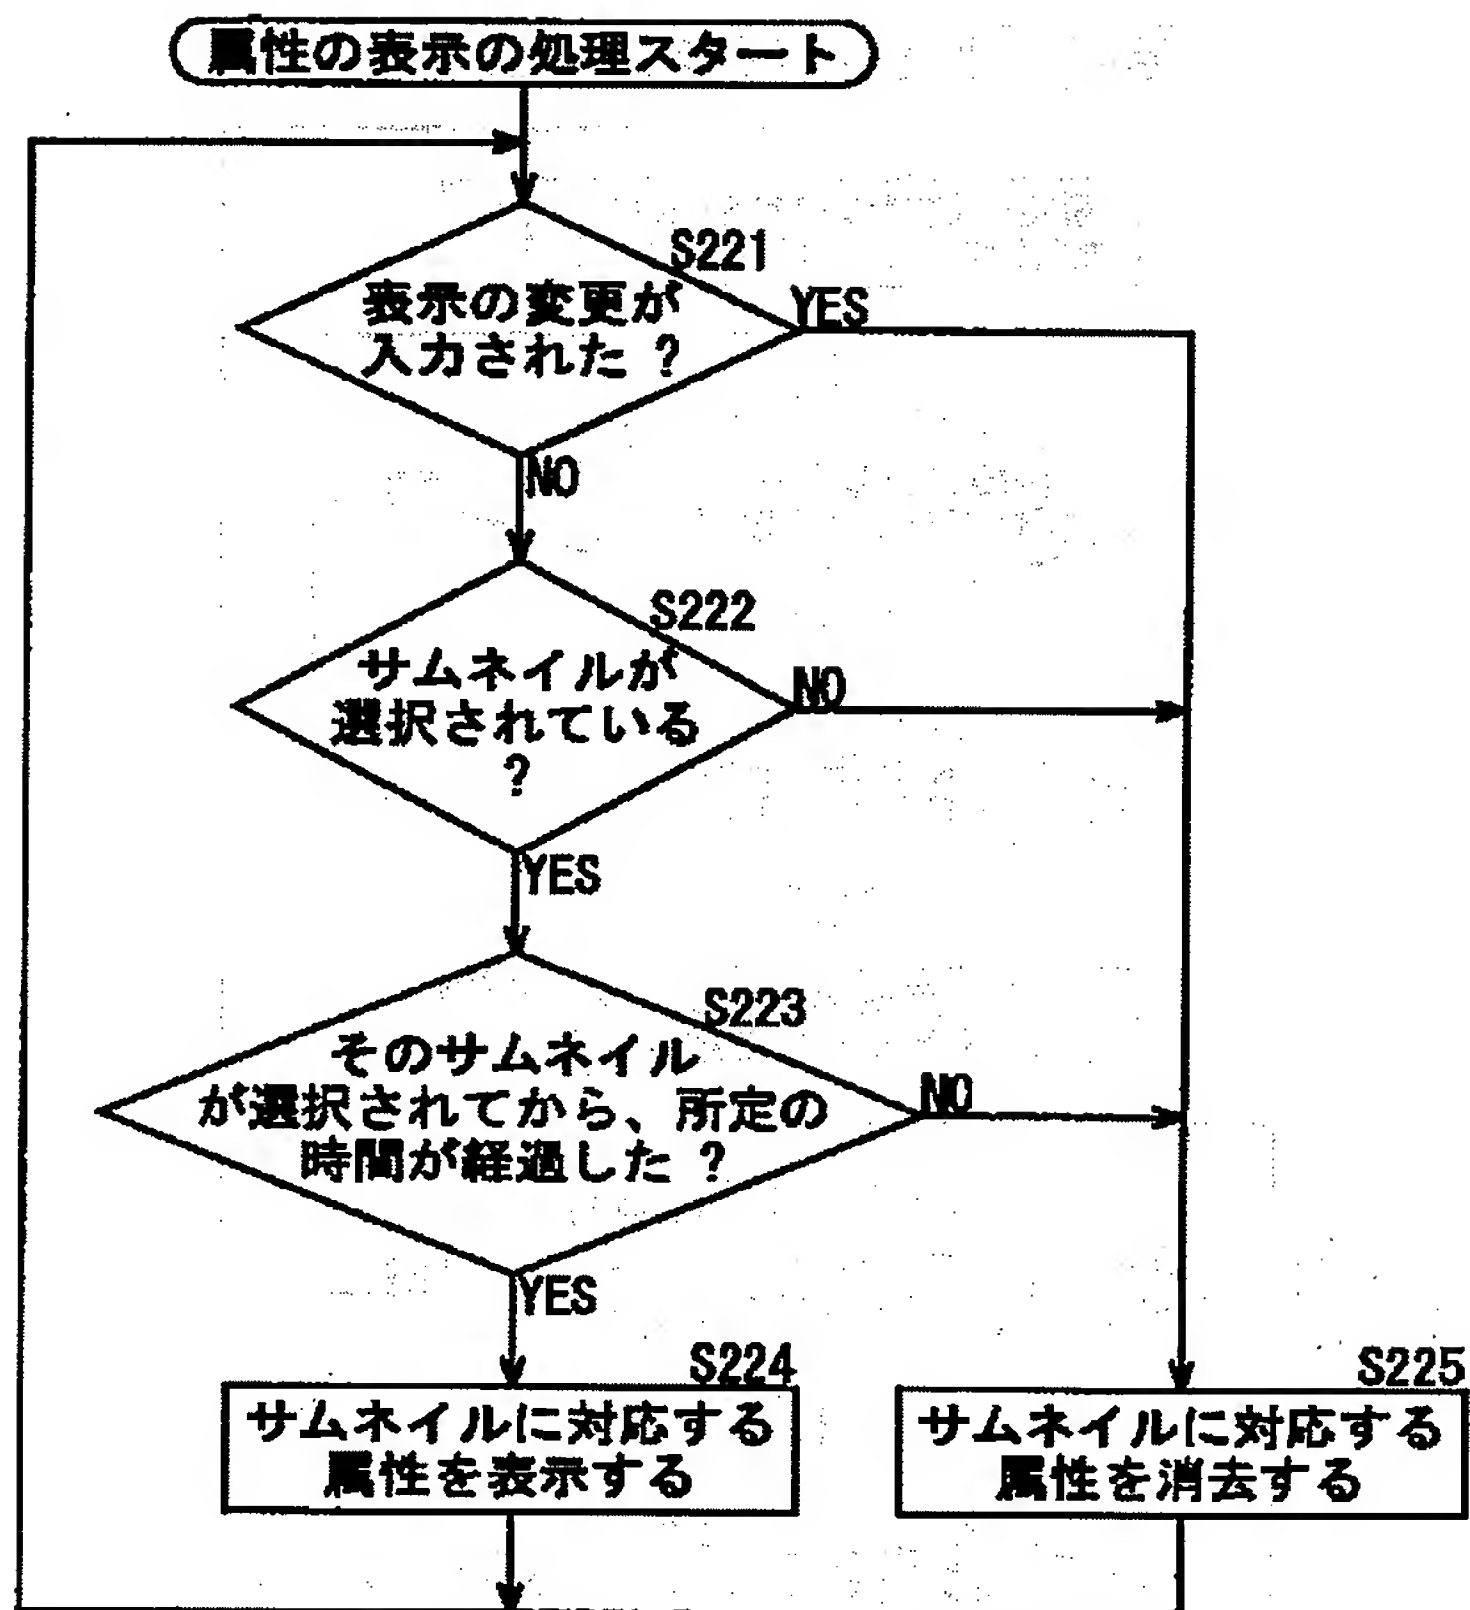 属性の表示の処理スタート
S221
表示の変更が
入力された ?
YES
NO
S222
サムネイルが
選択されている
?
NO
YES
S223
そのサムネイル
が選択されてから、所定の
時間が経過した ?
NO
YES
S224
サムネイルに対応する
属性を表示する
S225
サムネイルに対応する
属性を消去する